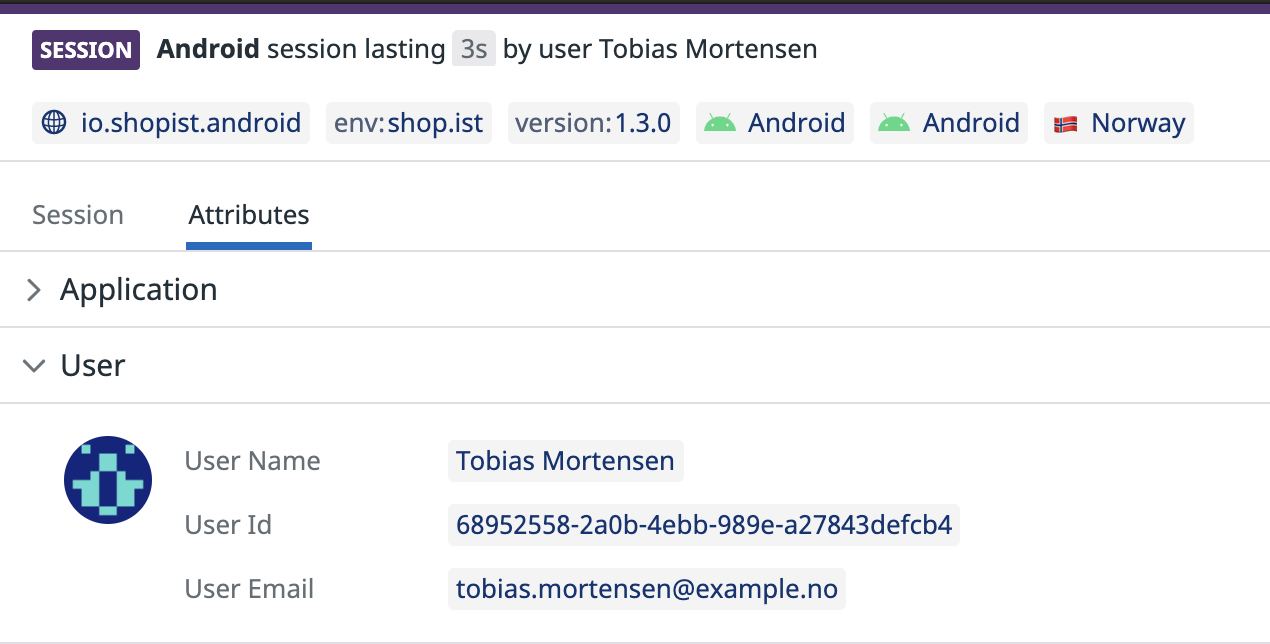 SESSION Android session lasting 3s by user Tobias Mortensen
io.shopist.android env:shop.ist version:1.3.0 Android Android Norway
Session Attributes
Application
User
User Name Tobias Mortensen
User Id 68952558-2a0b-4ebb-989e-a27843defcb4
User Email tobias.mortensen@example.no